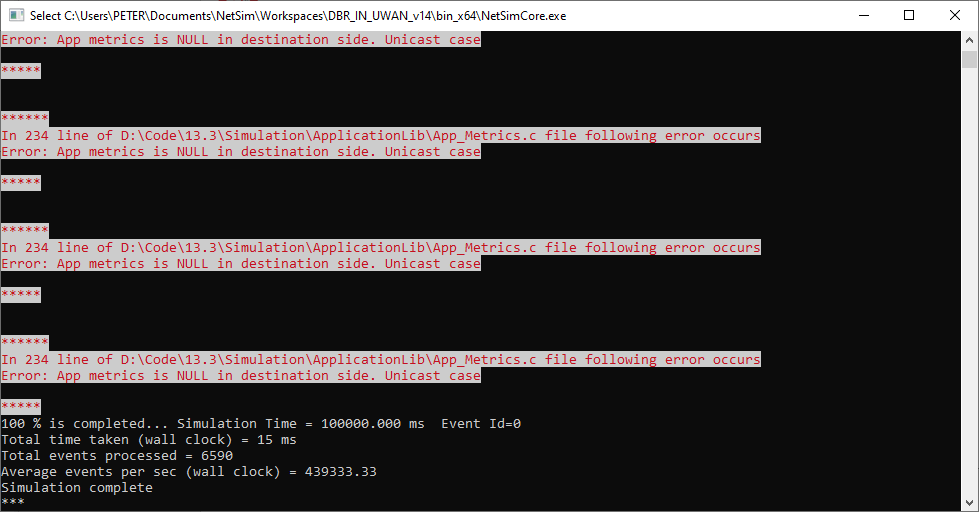 Select C:\Users\PETER\Documents\NetSim\Workspaces\DBR_IN_UWAN_v14\bin_x64\NetSimCore.exe
Error: App metrics is NULL in destination side. Unicast case
*****
******
In 234 line of D:\Code\13.3\Simulation\ApplicationLib\App_Metrics.c file following error occurs
Error: App metrics is NULL in destination side. Unicast case
*****
******
In 234 line of D:\Code\13.3\Simulation\ApplicationLib\App_Metrics.c file following error occurs
Error: App metrics is NULL in destination side. Unicast case
*****
******
In 234 line of D:\Code\13.3\Simulation\ApplicationLib\App_Metrics.c file following error occurs
Error: App metrics is NULL in destination side. Unicast case
*****
100 % is completed... Simulation Time = 100000.000 ms  Event Id=0
Total time taken (wall clock) = 15 ms
Total events processed = 6590
Average events per sec (wall clock) = 439333.33
Simulation complete
***